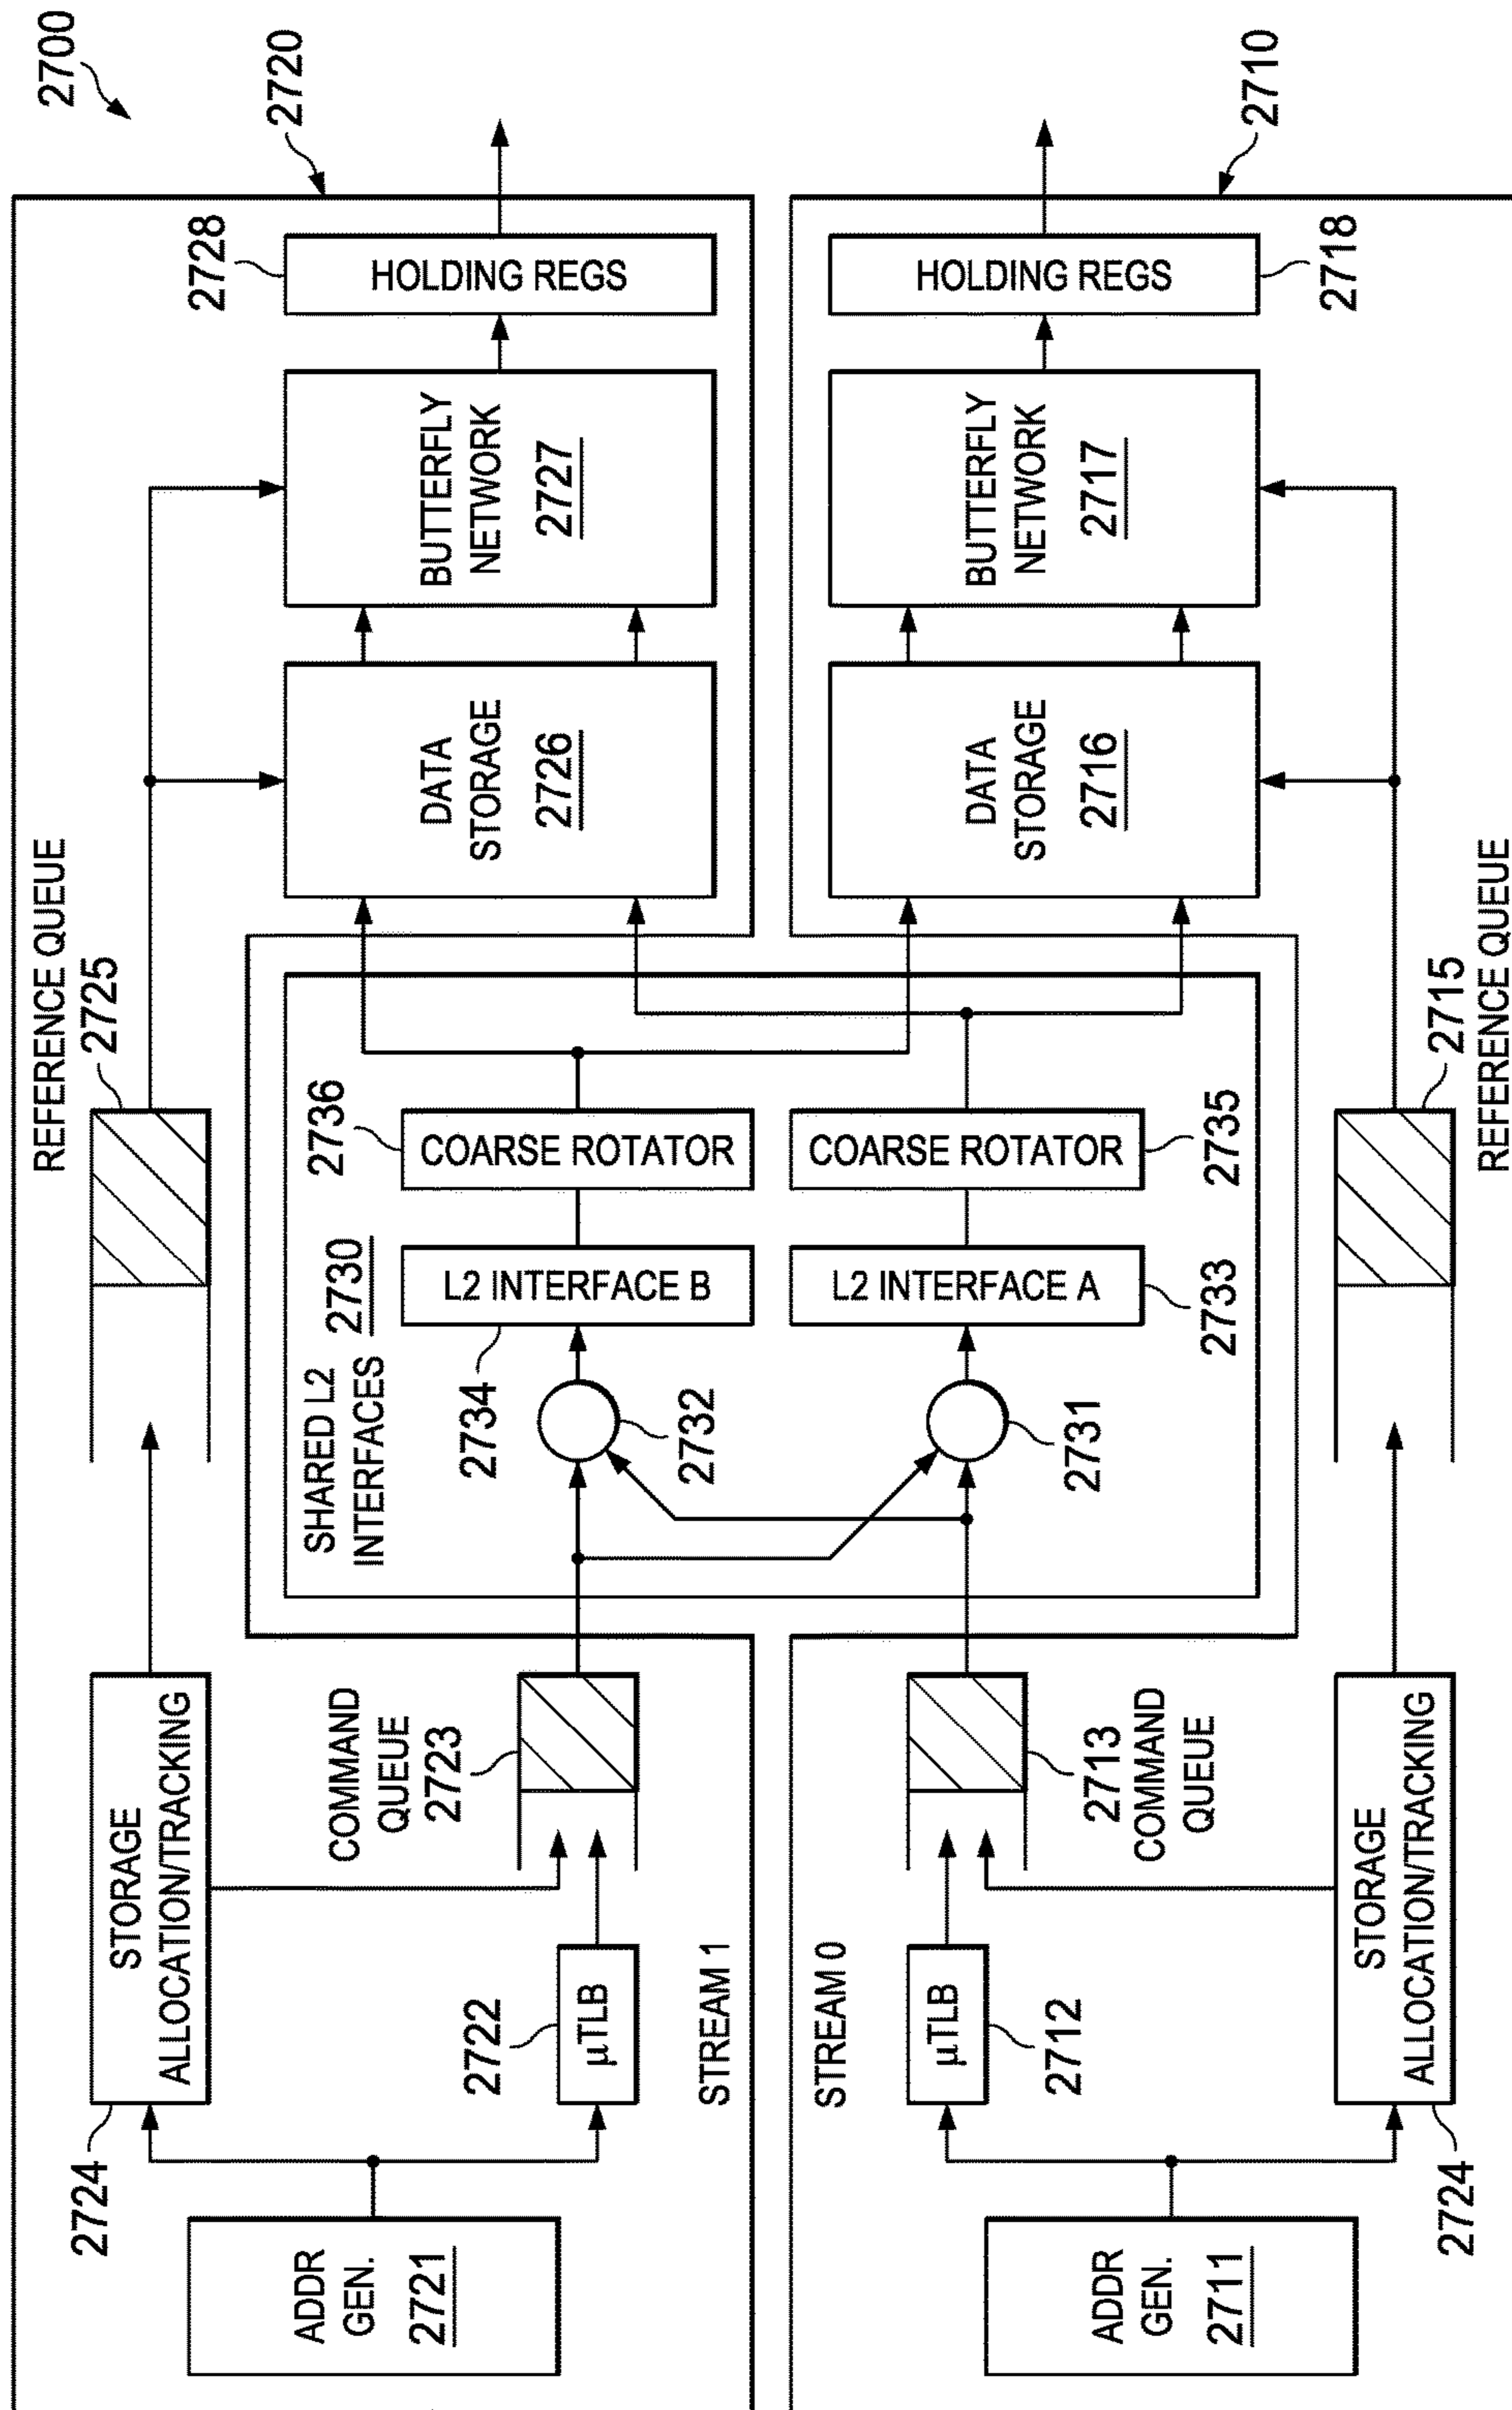 2700
2720
REFERENCE QUEUE
2725
2728
STORAGE
ALLOCATION/TRACKING
2724
ADDR
GEN.
2721
2722
µTLB
COMMAND
QUEUE
2723
STREAM 1
SHARED L2
INTERFACES
2730
2734
2732
L2 INTERFACE B
2736
COARSE ROTATOR
DATA
STORAGE
2726
BUTTERFLY
NETWORK
2727
HOLDING REGS
STREAM 0
ADDR
GEN.
2711
µTLB
2712
2713
COMMAND
QUEUE
STORAGE
ALLOCATION/TRACKING
2724
2731
L2 INTERFACE A
2733
COARSE ROTATOR
2735
DATA
STORAGE
2716
BUTTERFLY
NETWORK
2717
HOLDING REGS
2718
2710
2715
REFERENCE QUEUE